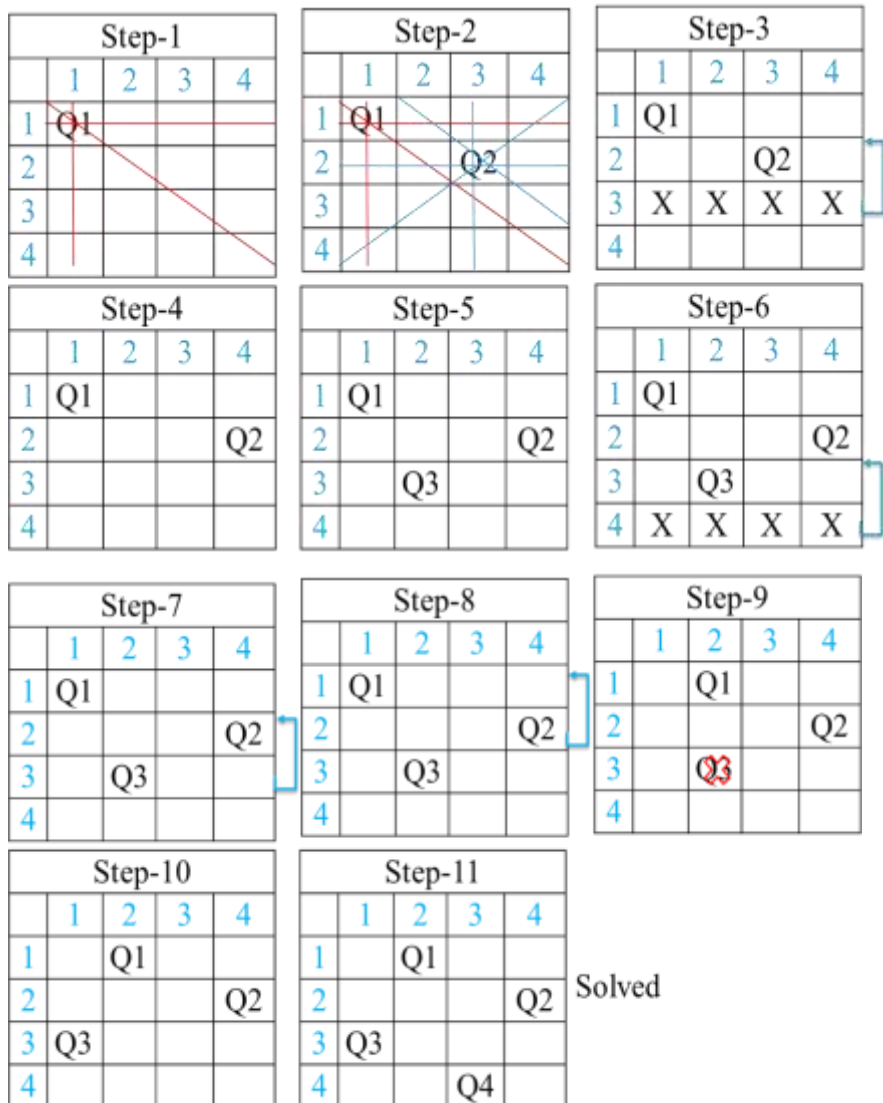 Step-1
1 2 3 4
1 Q1
2
3
4
Step-2
1 2 3 4
1 Q1
2 Q2
3
4
Step-3
1 2 3 4
1 Q1
2 Q2
3 X X X X
4
Step-4
1 2 3 4
1 Q1
2 Q2
3
4
Step-5
1 2 3 4
1 Q1
2 Q2
3 Q3
4
Step-6
1 2 3 4
1 Q1
2 Q2
3 Q3
4 X X X X
Step-7
1 2 3 4
1 Q1
2 Q2
3 Q3
4
Step-8
1 2 3 4
1 Q1
2 Q2
3 Q3
4
Step-9
1 2 3 4
1 Q1
2 Q2
3 Q3
4
Step-10
1 2 3 4
1 Q1
2 Q2
3 Q3
4
Step-11
1 2 3 4
1 Q1
2 Q2
3 Q3
4 Q4
Solved